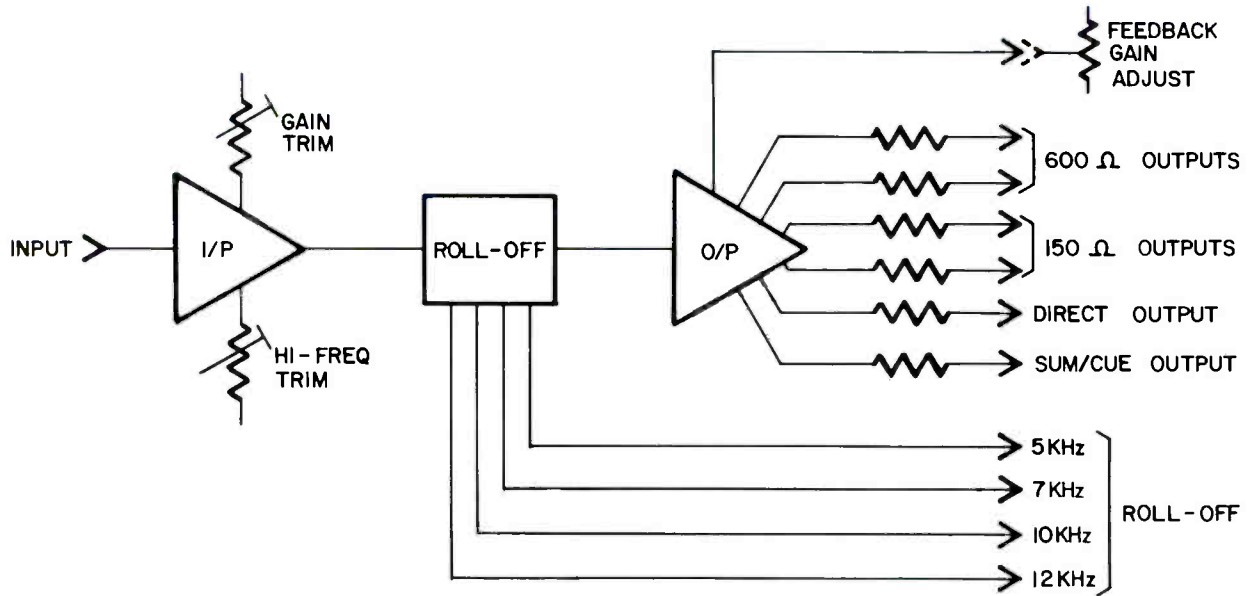 FEEDBACK
GAIN
ADJUST
GAIN
TRIM
600 Ω OUTPUTS
INPUT
I/P
ROLL-OFF
O/P
150 Ω OUTPUTS
DIRECT OUTPUT
HI-FREQ
TRIM
SUM/CUE OUTPUT
5KHz
7KHz
ROLL-OFF
10KHz
12KHz